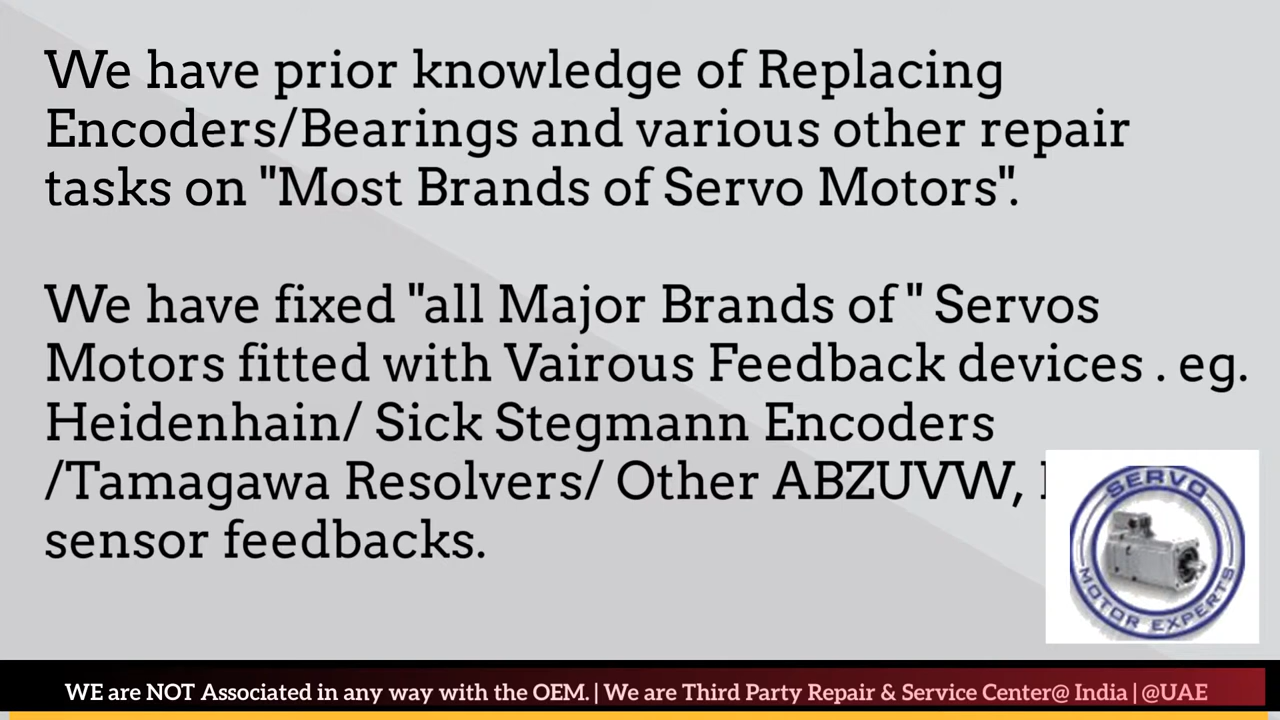 We have prior knowledge of Replacing
Encoders/Bearings and various other repair
tasks on "Most Brands of Servo Motors".
We have fixed "all Major Brands of " Servos
Motors fitted with Vairous Feedback devices . eg.
Heidenhain/ Sick Stegmann Encoders
/Tamagawa Resolvers/ Other ABZUVW,
sensor feedbacks.
SERVO
MOTOR EXPERTS
WE are NOT Associated in any way with the OEM. | We are Third Party Repair & Service Center@ India | @UAE